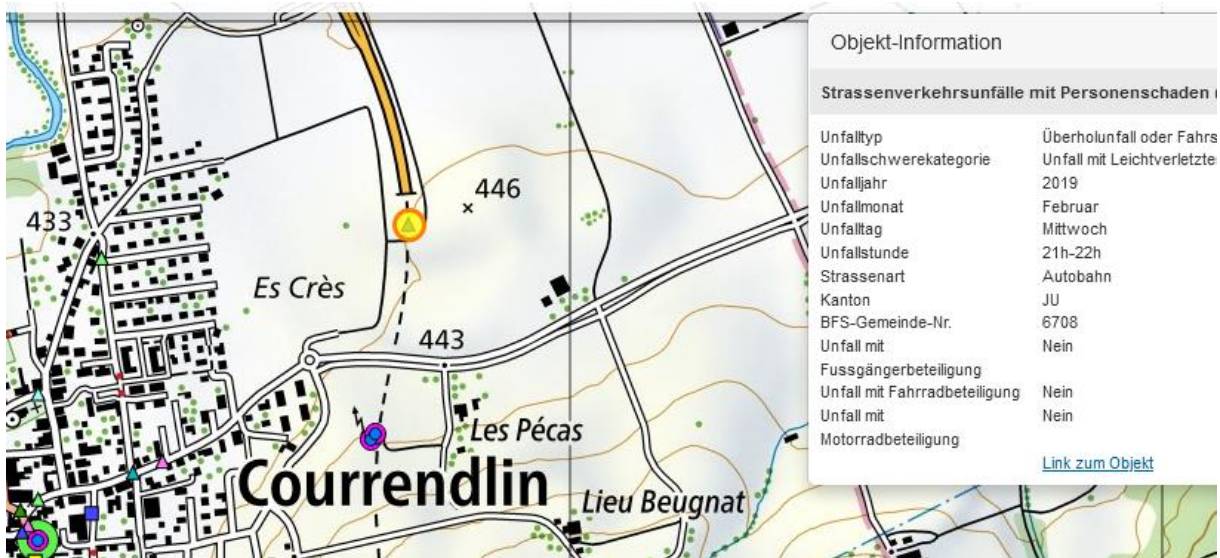 446
433
Es Crès
443
Les Pécas
Courrendlin
Lieu Beugnat
Objekt-Information
Strassenverkehrsunfälle mit Personenschaden
Unfalltyp Überholunfall oder Fahrs
Unfallschwerekategorie Unfall mit Leichtverletzte
Unfalljahr 2019
Unfallmonat Februar
Unfalltag Mittwoch
Unfallstunde 21h-22h
Strassenart Autobahn
Kanton JU
BFS-Gemeinde-Nr. 6708
Unfall mit Nein
Fussgängerbeteiligung
Unfall mit Fahrradbeteiligung Nein
Unfall mit Nein
Motorradbeteiligung
Link zum Objekt